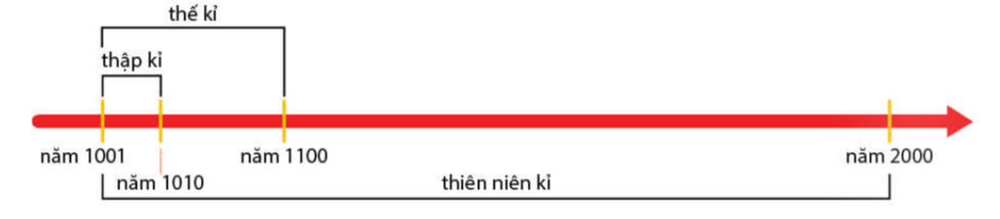 thế kỉ
thập kỉ
năm 1001
năm 1100
năm 2000
năm 1010
thiên niên kỉ